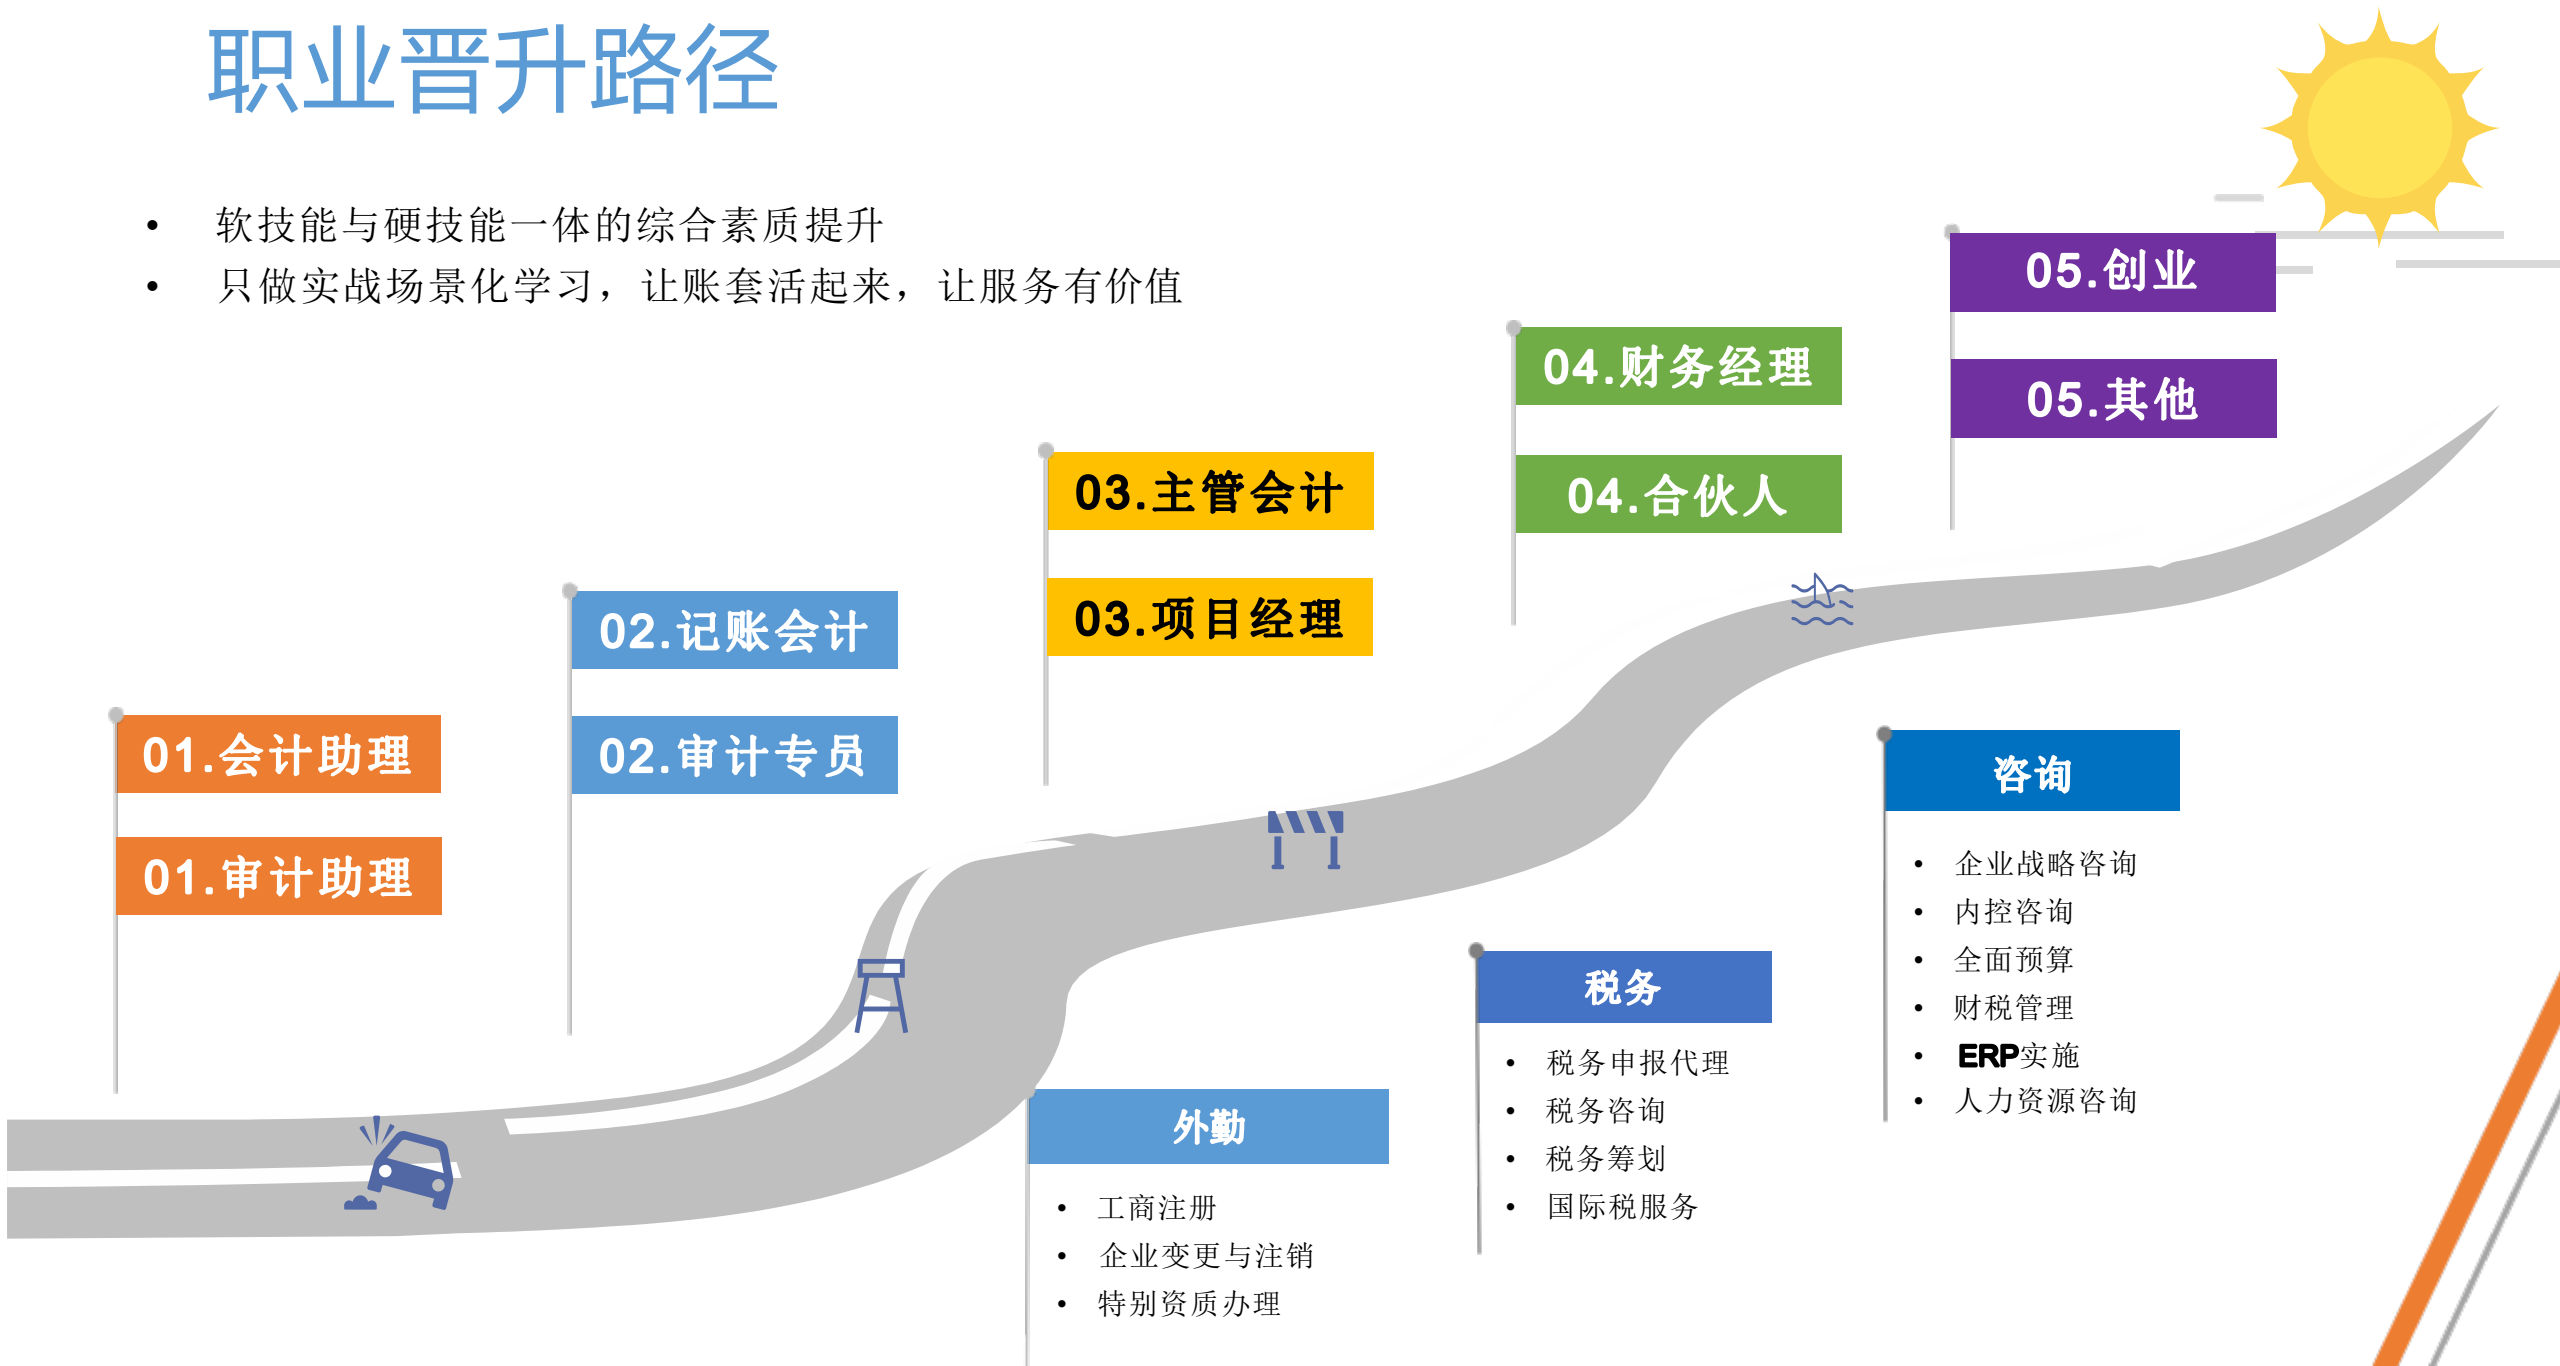 职业晋升路径
• 软技能与硬技能一体的综合素质提升
• 只做实战场景化学习，让账套活起来，让服务有价值
01.会计助理
01.审计助理
02.记账会计
02.审计专员
03.主管会计
03.项目经理
04.财务经理
04.合伙人
05.创业
05.其他
外勤
• 工商注册
• 企业变更与注销
• 特别资质办理
税务
• 税务申报代理
• 税务咨询
• 税务筹划
• 国际税服务
咨询
• 企业战略咨询
• 内控咨询
• 全面预算
• 财税管理
• ERP实施
• 人力资源咨询